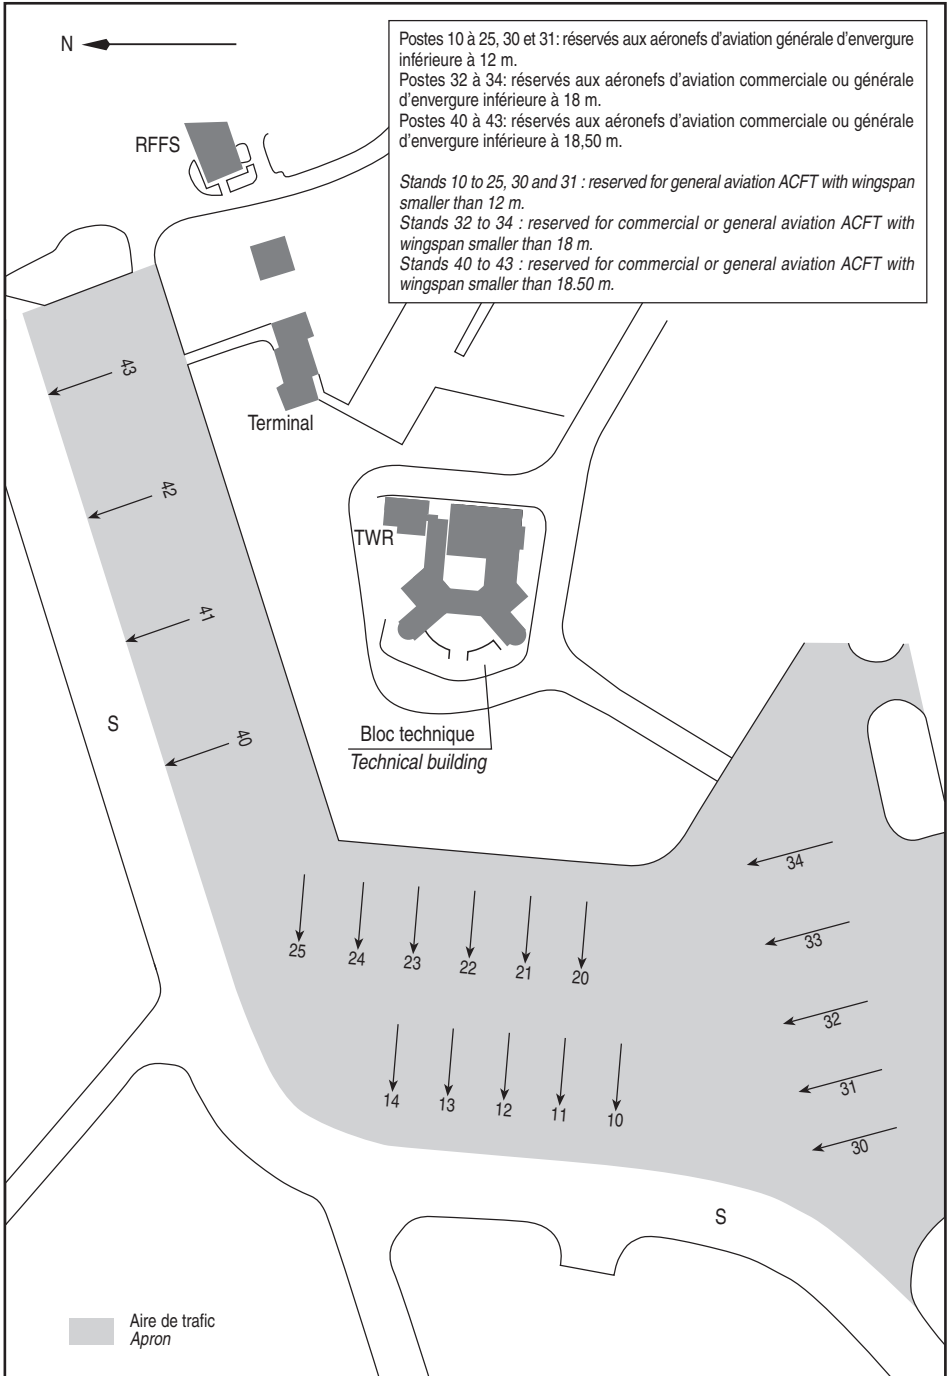 N
Postes 10 à 25, 30 et 31: réservés aux aéronefs d'aviation générale d'envergure
inférieure à 12 m.
Postes 32 à 34: réservés aux aéronefs d'aviation commerciale ou générale
d'envergure inférieure à 18 m.
Postes 40 à 43: réservés aux aéronefs d'aviation commerciale ou générale
d'envergure inférieure à 18,50 m.
Stands 10 to 25, 30 and 31 : reserved for general aviation ACFT with wingspan
smaller than 12 m.
Stands 32 to 34 : reserved for commercial or general aviation ACFT with
wingspan smaller than 18 m.
Stands 40 to 43 : reserved for commercial or general aviation ACFT with
wingspan smaller than 18.50 m.
RFFS
43
Terminal
42
TWR
41
S
40
Bloc technique
Technical building
34
33
25
24
23
22
21
20
32
31
14
13
12
11
10
30
S
Aire de trafic
Apron